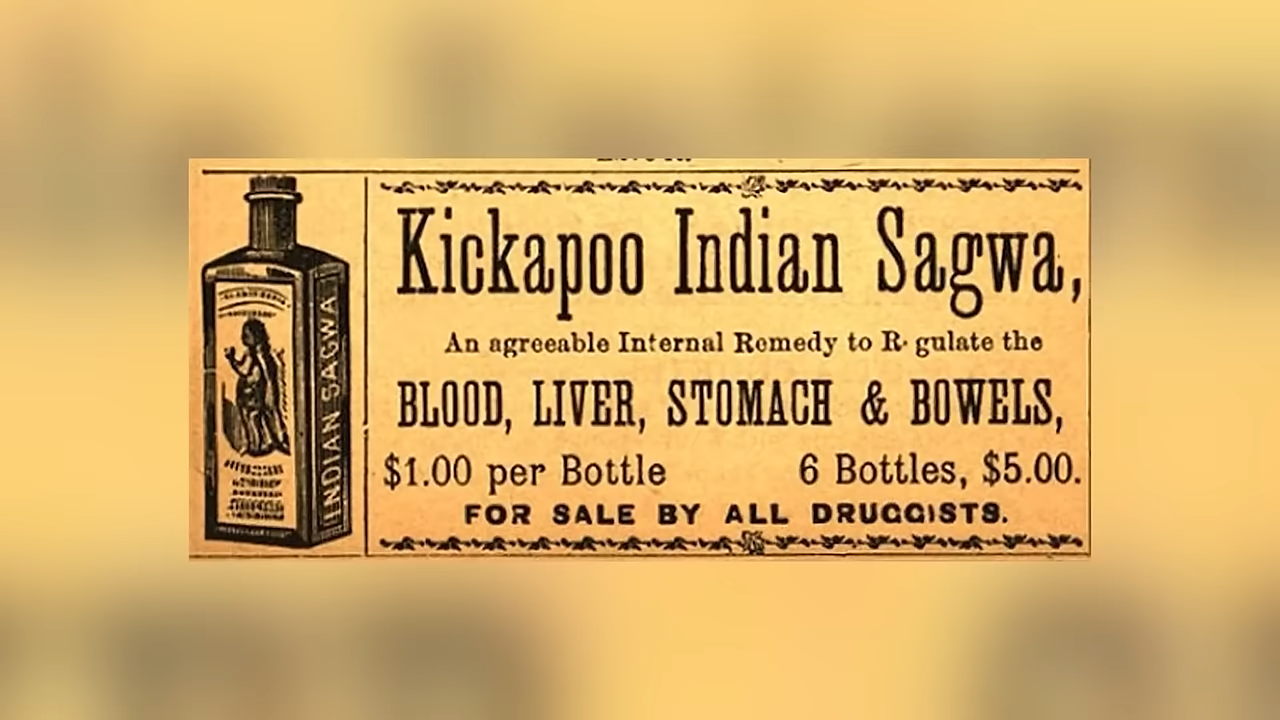 Kickapoo Indian Sagwa,
An agreeable Internal Remedy to R gulate the
BLOOD, LIVER, STOMACH & BOWELS,
$1.00 per Bottle 6 Bottles, $5.00.
FOR SALE BY ALL DRUGGISTS.
INDIAN SAGWA